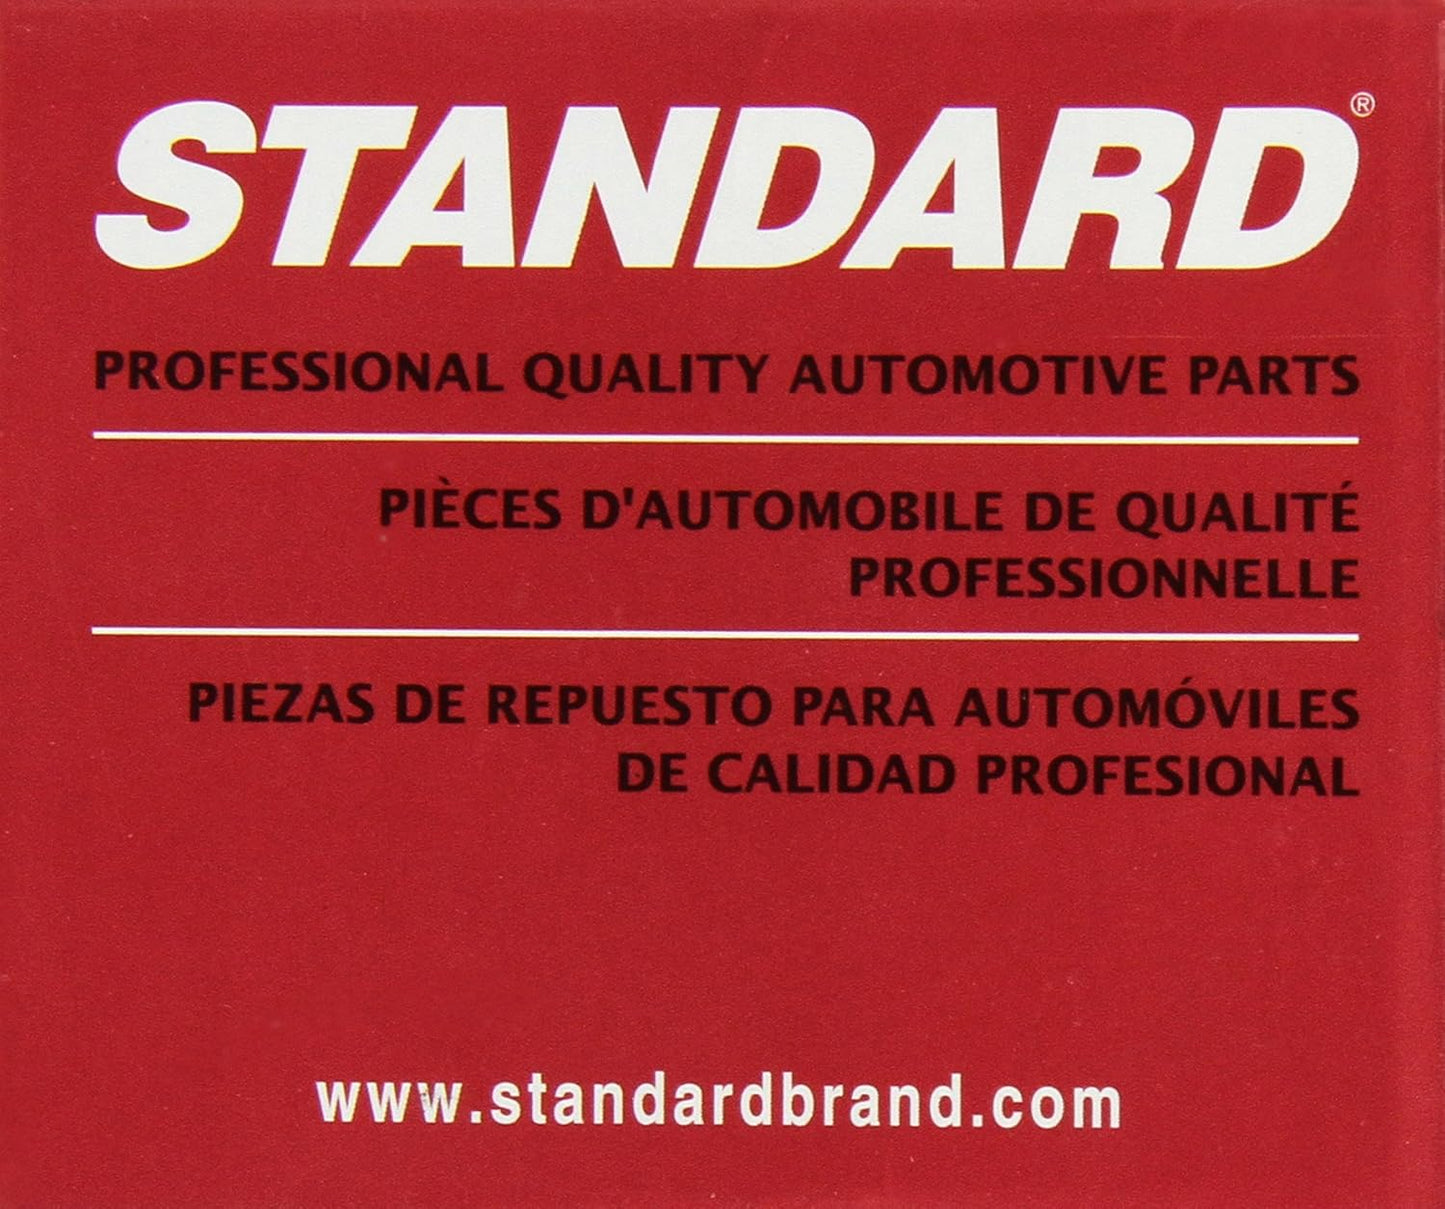 STANDARD®
PROFESSIONAL QUALITY AUTOMOTIVE PARTS
PIÈCES D'AUTOMOBILE DE QUALITÉ
PROFESSIONNELLE
PIEZAS DE REPUESTO PARA AUTOMÓVILES
DE CALIDAD PROFESIONAL
www.standardbrand.com